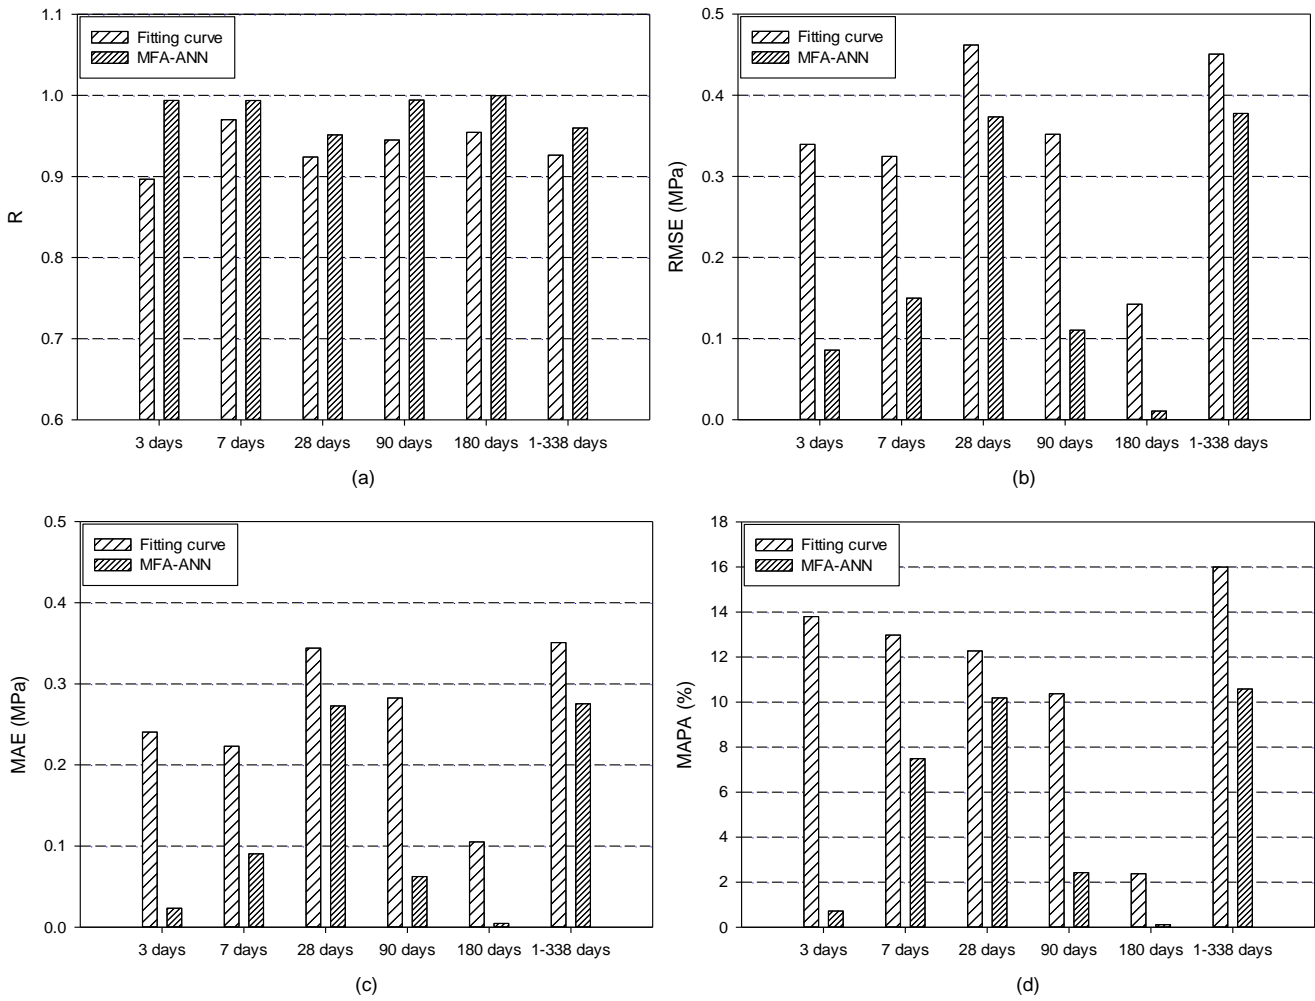 1.1
1.0
0.9
0.8
0.7
0.6
R
Fitting curve
MFA-ANN
3 days 7 days 28 days 90 days 180 days 1-338 days
(a)
0.5
0.4
0.3
0.2
0.1
0.0
RMSE (MPa)
Fitting curve
MFA-ANN
3 days 7 days 28 days 90 days 180 days 1-338 days
(b)
0.5
0.4
0.3
0.2
0.1
0.0
MAE (MPa)
Fitting curve
MFA-ANN
3 days 7 days 28 days 90 days 180 days 1-338 days
(c)
18
16
14
12
10
8
6
4
2
0
MAPA (%)
Fitting curve
MFA-ANN
3 days 7 days 28 days 90 days 180 days 1-338 days
(d)